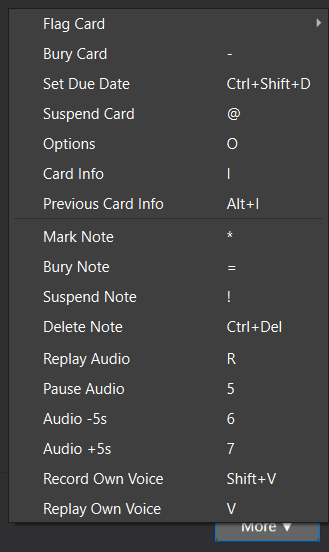 Flag Card
Bury Card -
Set Due Date Ctrl+Shift+D
Suspend Card @
Options O
Card Info I
Previous Card Info Alt+I
Mark Note *
Bury Note =
Suspend Note !
Delete Note Ctrl+Del
Replay Audio R
Pause Audio 5
Audio -5s 6
Audio +5s 7
Record Own Voice Shift+V
Replay Own Voice V
More ▼